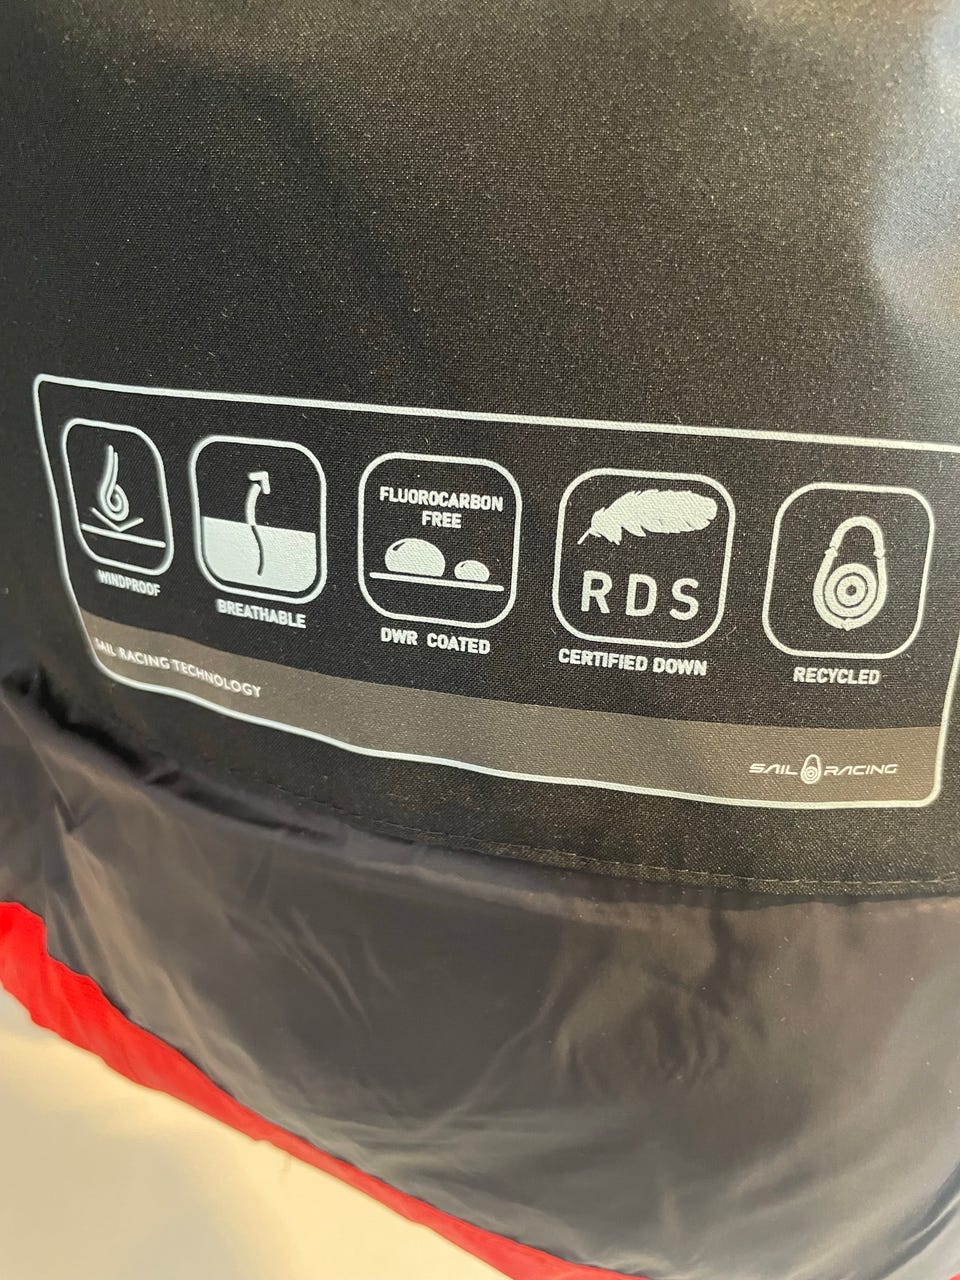 FLUOROCARBON
FREE
RDS
WINDPROOF
BREATHABLE
DWR COATED
CERTIFIED DOWN
RECYCLED
SAIL RACING TECHNOLOGY
SAIL RACING